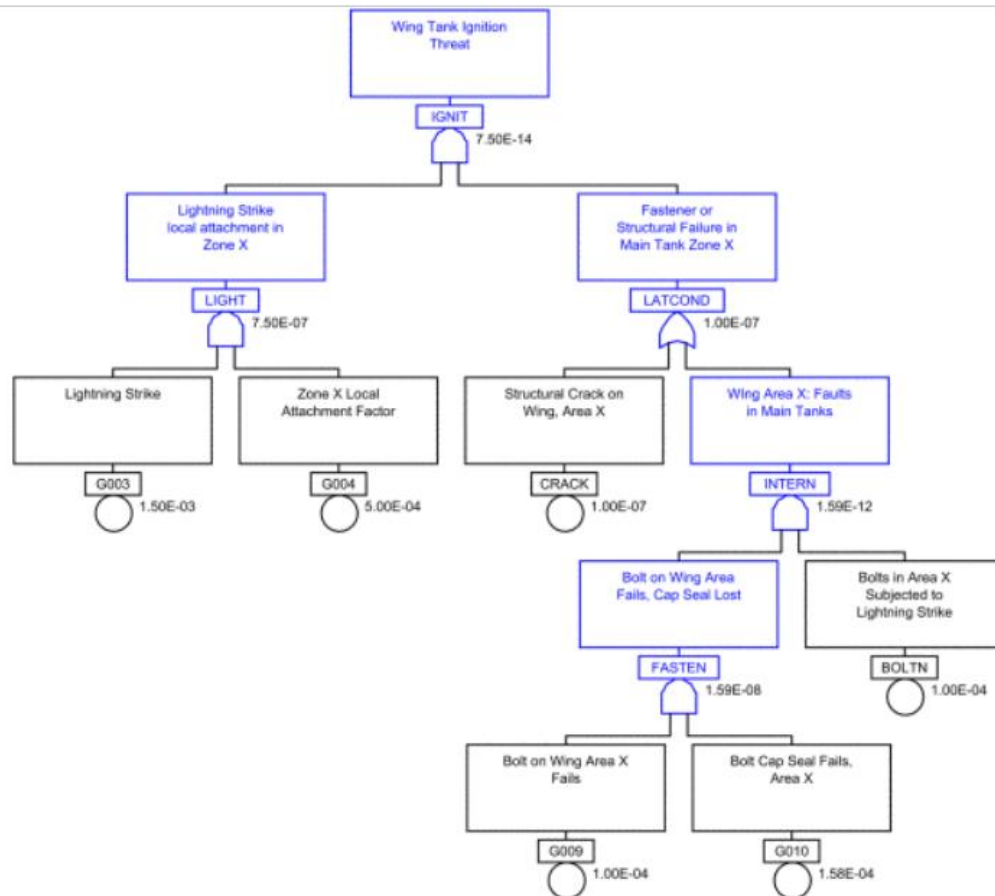 Wing Tank Ignition
Threat
IGNIT
7.50E-14
Lightning Strike
local attachment in
Zone X
LIGHT
7.50E-07
Fastener or
Structural Failure in
Main Tank Zone X
LATCOND
1.00E-07
Lightning Strike
G003
1.50E-03
Zone X Local
Attachment Factor
G004
5.00E-04
Structural Crack on
Wing, Area X
CRACK
1.00E-07
WIng Area X: Faults
in Main Tanks
INTERN
1.59E-12
Bolt on Wing Area
Fails, Cap Seal Lost
FASTEN
1.59E-08
Bolts in Area X
Subjected to
Lightning Strike
BOLTN
1.00E-04
Bolt on Wing Area X
Fails
G009
1.00E-04
Bolt Cap Seal Fails,
Area X
G010
1.58E-04